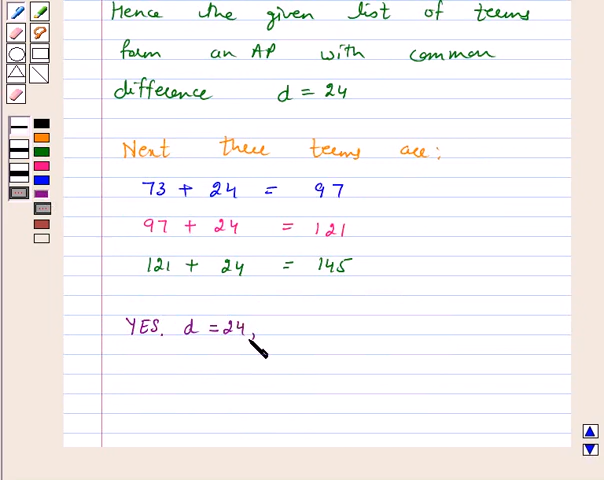 Hence the given list of terms
form an AP with common
difference d = 24
Next three terms are:
73 + 24 = 97
97 + 24 = 121
121 + 24 = 145
YES. d = 24,